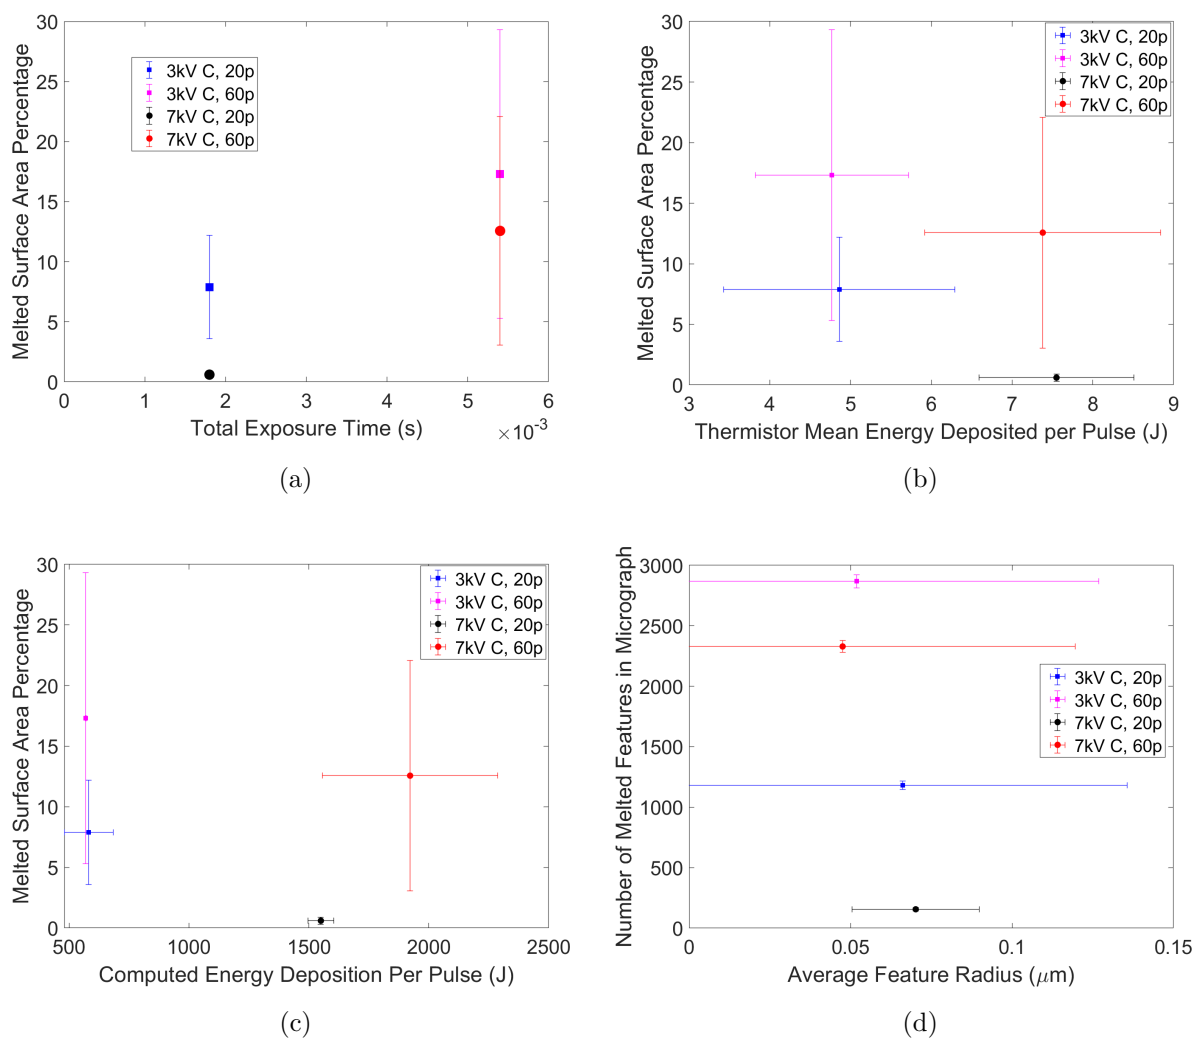 30
25
20
15
10
5
0
Melted Surface Area Percentage
3kV C, 20p
3kV C, 60p
7kV C, 20p
7kV C, 60p
0 1 2 3 4 5 6
Total Exposure Time (s)
×10⁻³
(a)
30
25
20
15
10
5
0
Melted Surface Area Percentage
3kV C, 20p
3kV C, 60p
7kV C, 20p
7kV C, 60p
3 4 5 6 7 8 9
Thermistor Mean Energy Deposited per Pulse (J)
(b)
30
25
20
15
10
5
0
Melted Surface Area Percentage
3kV C, 20p
3kV C, 60p
7kV C, 20p
7kV C, 60p
500 1000 1500 2000 2500
Computed Energy Deposition Per Pulse (J)
(c)
3000
2500
2000
1500
1000
500
0
Number of Melted Features in Micrograph
3kV C, 20p
3kV C, 60p
7kV C, 20p
7kV C, 60p
0 0.05 0.1 0.15
Average Feature Radius (μm)
(d)